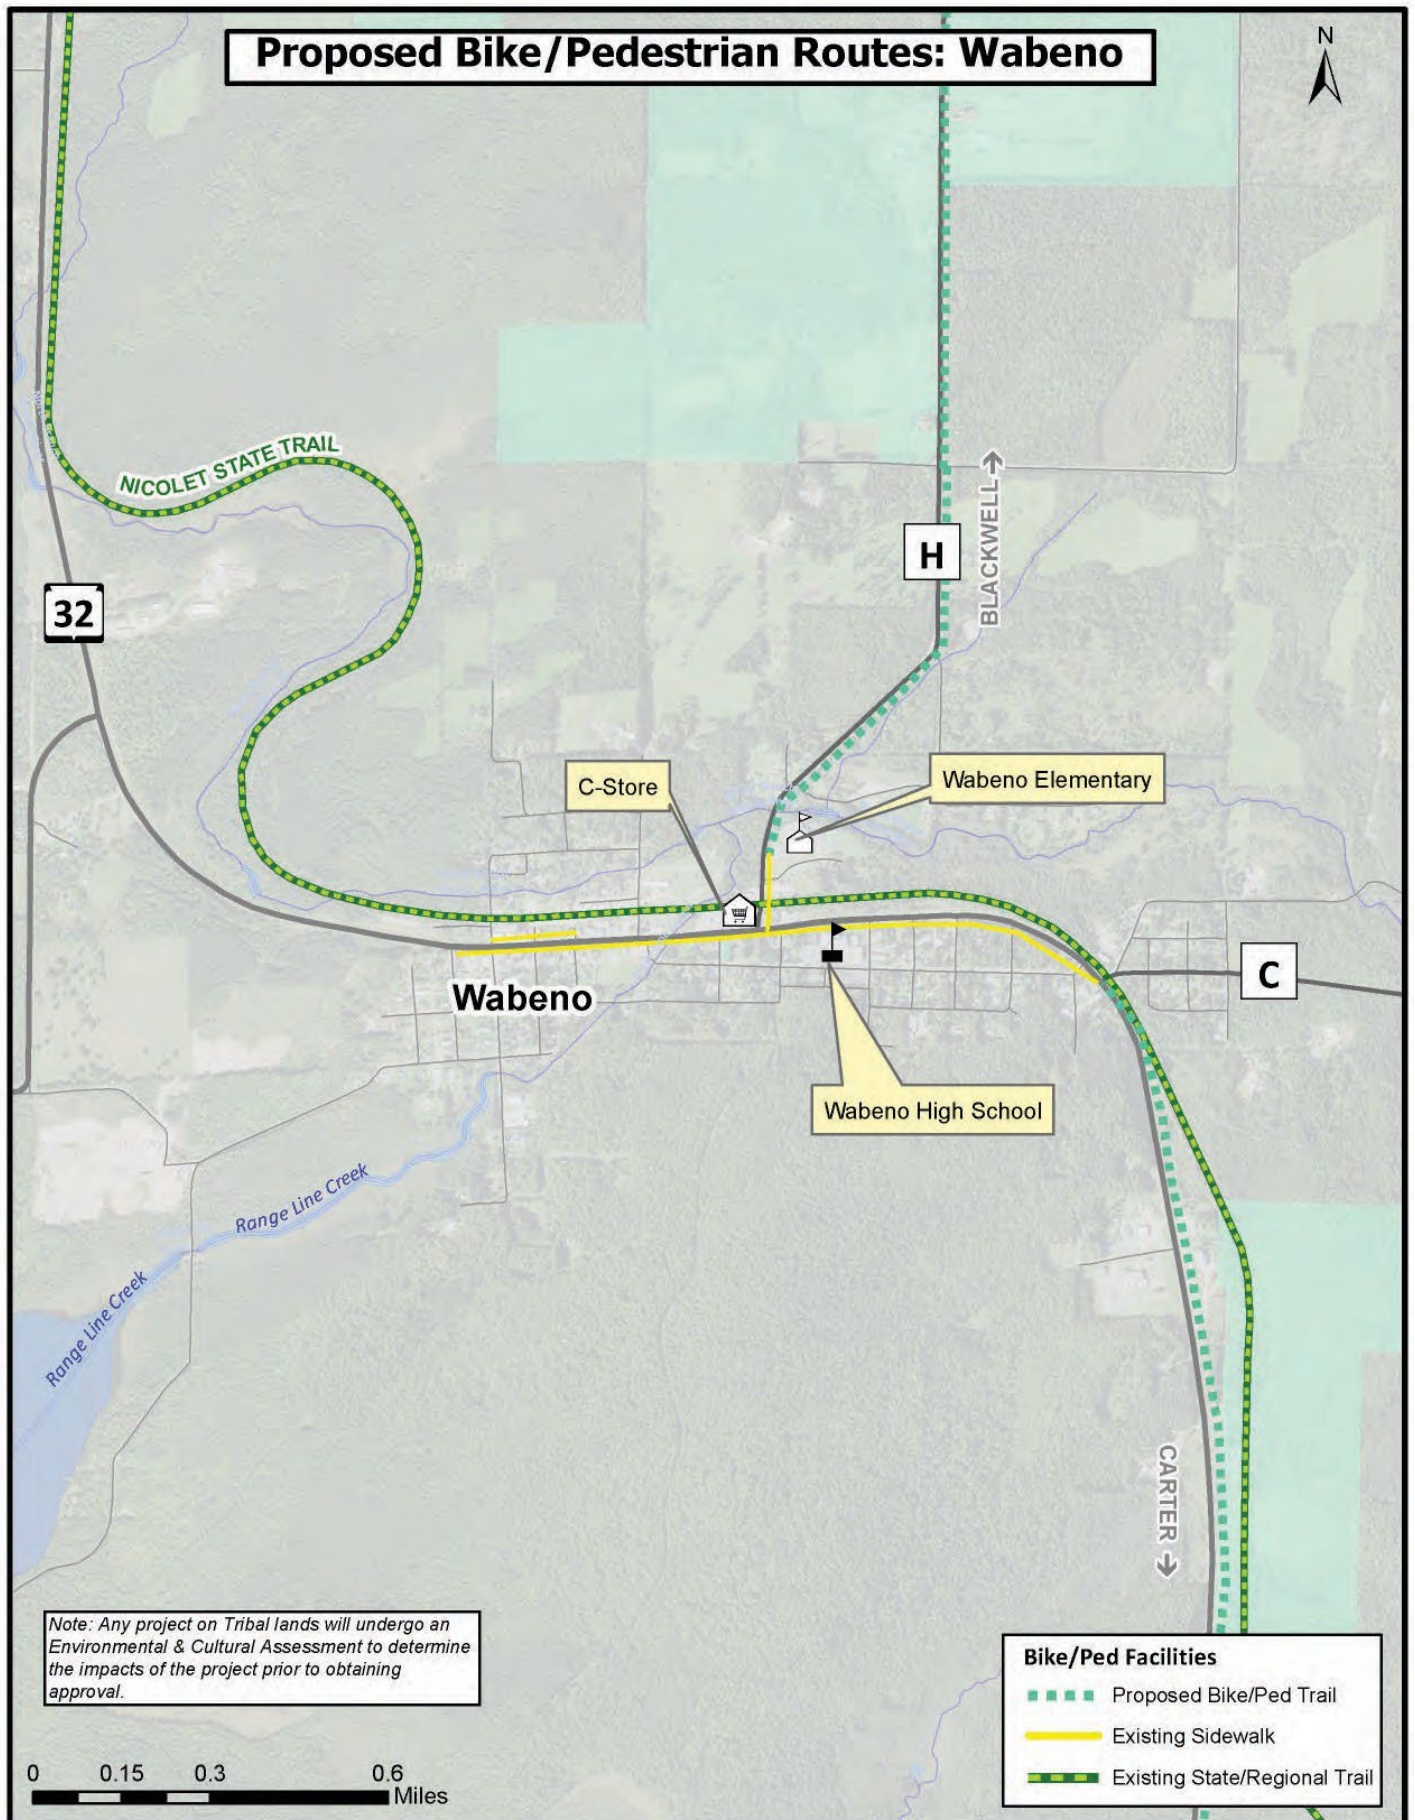 Proposed Bike/Pedestrian Routes: Wabeno
N
NICOLET STATE TRAIL
BLACKWELL
H
32
C-Store
Wabeno Elementary
C
Wabeno
Wabeno High School
Range Line Creek
Range Line Creek
CARTER
Note: Any project on Tribal lands will undergo an
Environmental & Cultural Assessment to determine
the impacts of the project prior to obtaining
approval.
Bike/Ped Facilities
Proposed Bike/Ped Trail
Existing Sidewalk
Existing State/Regional Trail
0 0.15 0.3 0.6
Miles